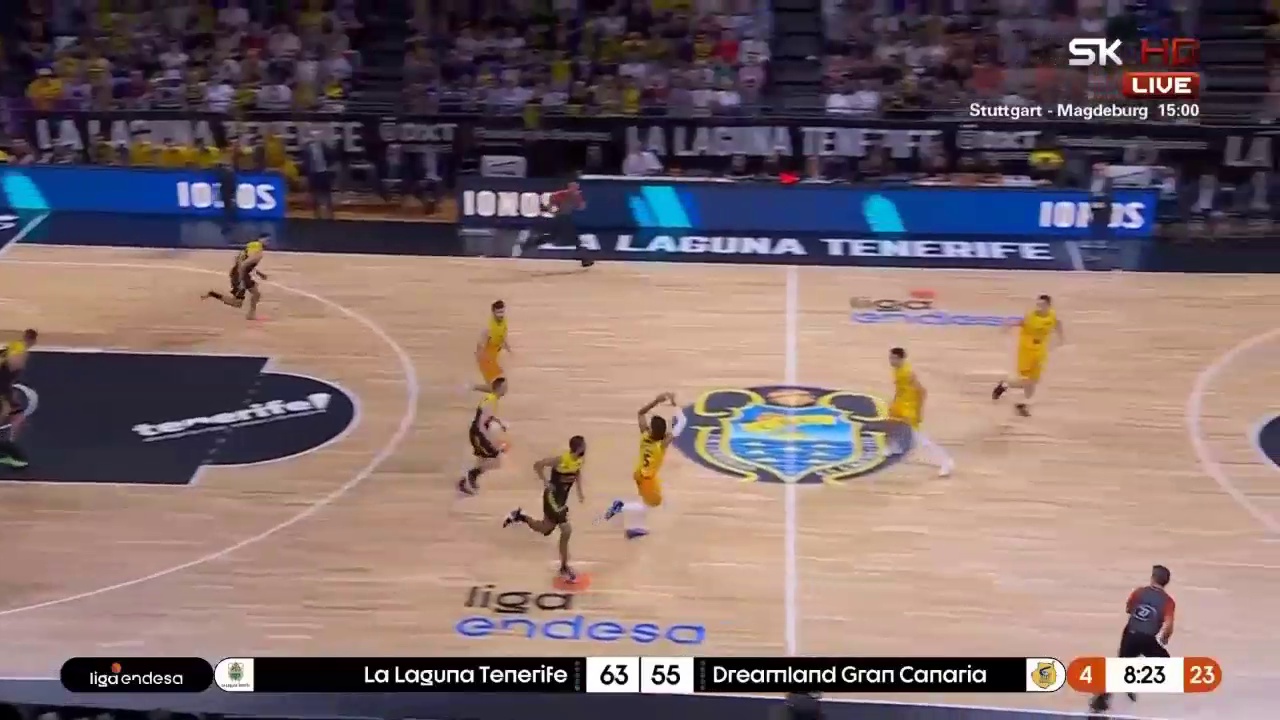 SK HD
LIVE
Stuttgart - Magdeburg 15:00
LA LAGUNA TENERIFE
LA LAGUNA TENERIFE
LA
IONOS
IONOS
IONOS
LA LAGUNA TENERIFE
liga
endesa
tenerife!
liga
endesa
liga endesa La Laguna Tenerife 63 55 Dreamland Gran Canaria 4 8:23 23